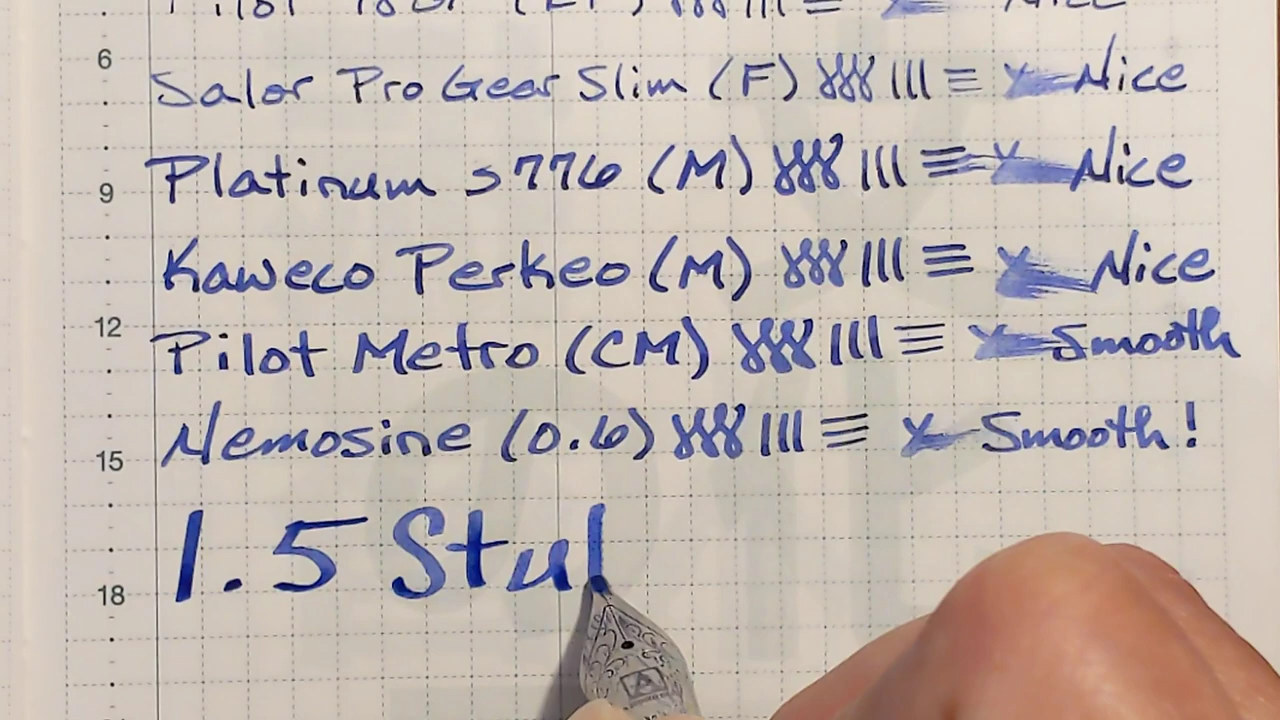 6
Salor Pro Gear Slim (F) Nice
9
Platinum 3776 (M) Nice
Kaweco Perkeo (M) Nice
12
Pilot Metro (CM) Smooth
Nemosine (0.6) Smooth!
15
1.5 Stu
18